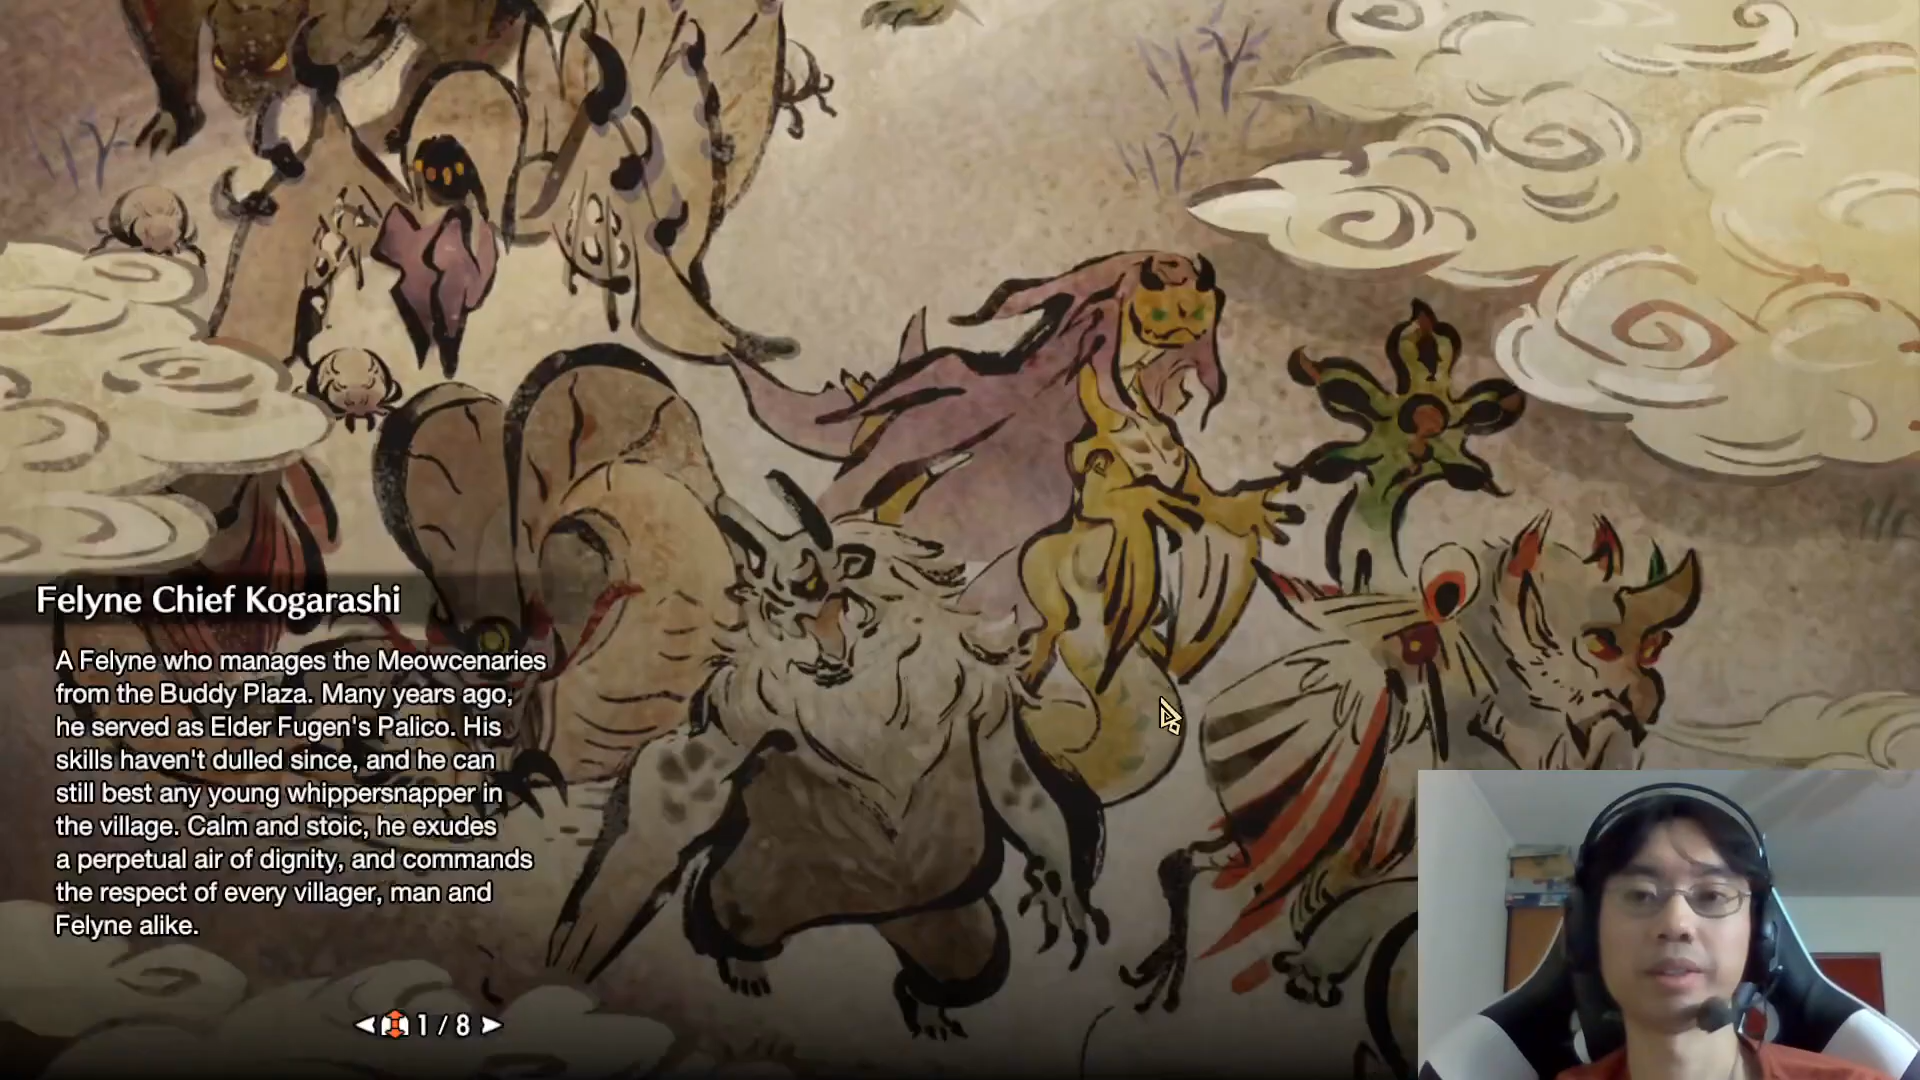 Felyne Chief Kogarashi
A Felyne who manages the Meowcenaries
from the Buddy Plaza. Many years ago,
he served as Elder Fugen's Palico. His
skills haven't dulled since, and he can
still best any young whippersnapper in
the village. Calm and stoic, he exudes
a perpetual air of dignity, and commands
the respect of every villager, man and
Felyne alike.
1 / 8